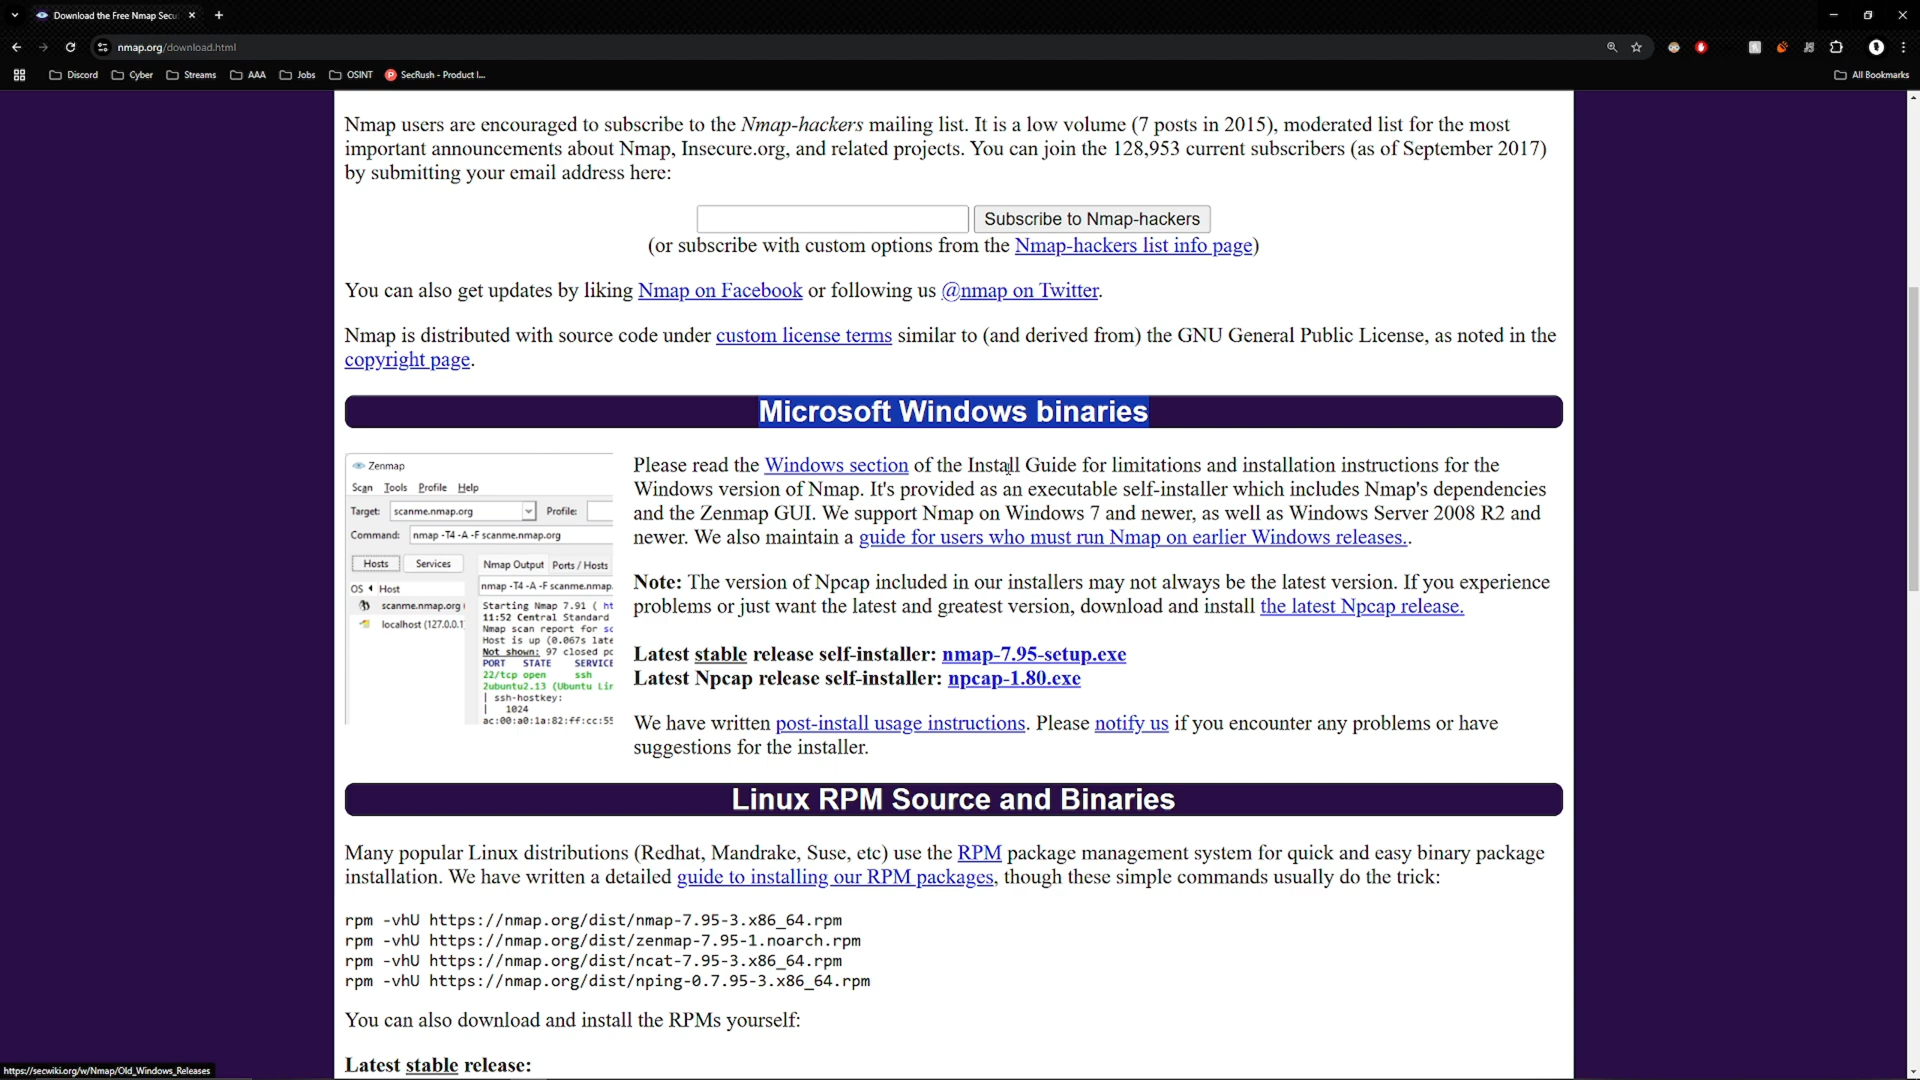 Download the Free Nmap Secu
nmap.org/download.html
Discord
Cyber
Streams
AAA
Jobs
OSINT
SecRush - Product I...
All Bookmarks
Nmap users are encouraged to subscribe to the Nmap-hackers mailing list. It is a low volume (7 posts in 2015), moderated list for the most
important announcements about Nmap, Insecure.org, and related projects. You can join the 128,953 current subscribers (as of September 2017)
by submitting your email address here:
Subscribe to Nmap-hackers
(or subscribe with custom options from the Nmap-hackers list info page)
You can also get updates by liking Nmap on Facebook or following us @nmap on Twitter.
Nmap is distributed with source code under custom license terms similar to (and derived from) the GNU General Public License, as noted in the
copyright page.
Microsoft Windows binaries
Zenmap
Scan Tools Profile Help
Target: scanme.nmap.org Profile:
Command: nmap -T4 -A -F scanme.nmap.org
Hosts Services Nmap Output Ports / Hosts
OS Host nmap -T4 -A -F scanme.nmap.
scanme.nmap.org
localhost (127.0.0.1
Starting Nmap 7.91 ( ht
11:52 Central Standard
Nmap scan report for sc
Host is up (0.067s late
Not shown: 97 closed po
PORT STATE SERVICE
22/tcp open ssh
2ubuntu2.13 (Ubuntu Lin
| ssh-hostkey:
| 1024
ac:00:a0:1a:82:ff:cc:55
Please read the Windows section of the Install Guide for limitations and installation instructions for the
Windows version of Nmap. It's provided as an executable self-installer which includes Nmap's dependencies
and the Zenmap GUI. We support Nmap on Windows 7 and newer, as well as Windows Server 2008 R2 and
newer. We also maintain a guide for users who must run Nmap on earlier Windows releases..
Note: The version of Npcap included in our installers may not always be the latest version. If you experience
problems or just want the latest and greatest version, download and install the latest Npcap release.
Latest stable release self-installer: nmap-7.95-setup.exe
Latest Npcap release self-installer: npcap-1.80.exe
We have written post-install usage instructions. Please notify us if you encounter any problems or have
suggestions for the installer.
Linux RPM Source and Binaries
Many popular Linux distributions (Redhat, Mandrake, Suse, etc) use the RPM package management system for quick and easy binary package
installation. We have written a detailed guide to installing our RPM packages, though these simple commands usually do the trick:
rpm -vhU https://nmap.org/dist/nmap-7.95-3.x86_64.rpm
rpm -vhU https://nmap.org/dist/zenmap-7.95-1.noarch.rpm
rpm -vhU https://nmap.org/dist/ncat-7.95-3.x86_64.rpm
rpm -vhU https://nmap.org/dist/nping-0.7.95-3.x86_64.rpm
You can also download and install the RPMs yourself:
Latest stable release:
https://secwiki.org/w/Nmap/Old_Windows_Releases